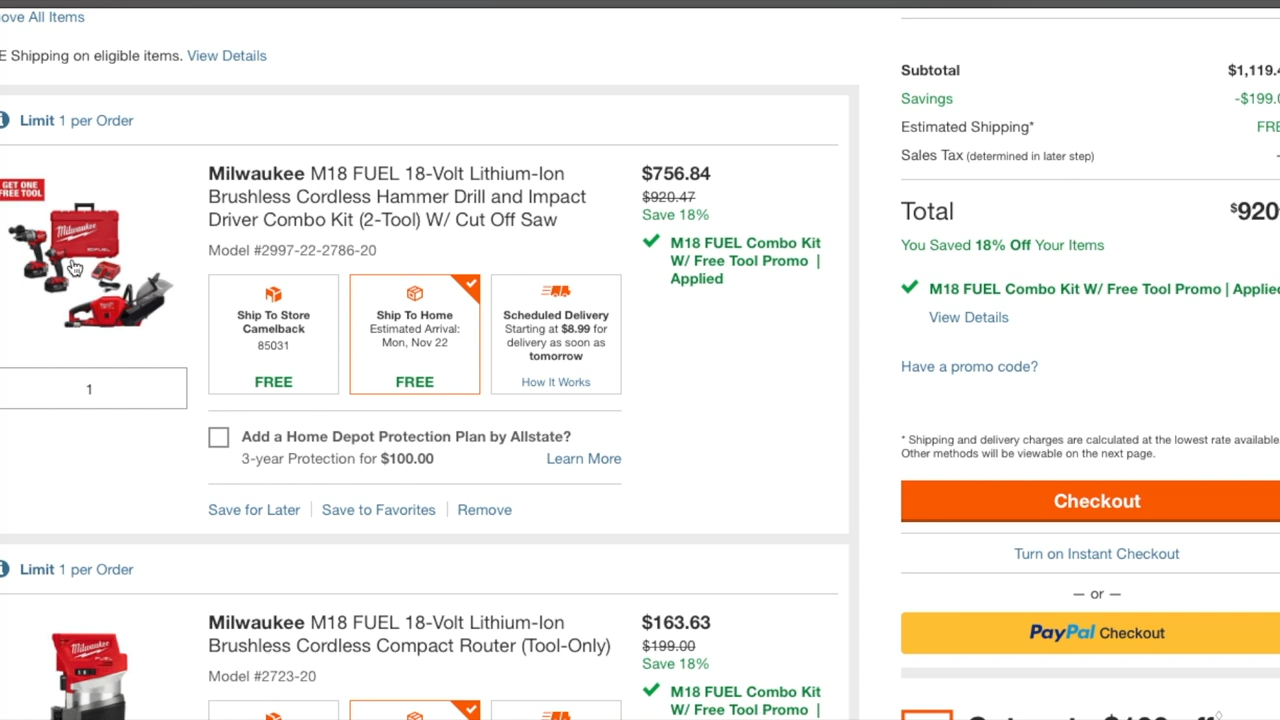 ove All Items
E Shipping on eligible items. View Details
Limit 1 per Order
GET ONE
FREE TOOL
Milwaukee
Milwaukee M18 FUEL 18-Volt Lithium-Ion
Brushless Cordless Hammer Drill and Impact
Driver Combo Kit (2-Tool) W/ Cut Off Saw
Model #2997-22-2786-20
$756.84
$920.47
Save 18%
M18 FUEL Combo Kit
W/ Free Tool Promo |
Applied
Ship To Store
Camelback
85031
FREE
Ship To Home
Estimated Arrival:
Mon, Nov 22
FREE
Scheduled Delivery
Starting at $8.99 for
delivery as soon as
tomorrow
How It Works
1
Add a Home Depot Protection Plan by Allstate?
3-year Protection for $100.00
Learn More
Save for Later
Save to Favorites
Remove
Limit 1 per Order
Milwaukee
Milwaukee M18 FUEL 18-Volt Lithium-Ion
Brushless Cordless Compact Router (Tool-Only)
Model #2723-20
$163.63
$199.00
Save 18%
M18 FUEL Combo Kit
W/ Free Tool Promo |
Subtotal $1,119.4
Savings -$199.0
Estimated Shipping* FRE
Sales Tax (determined in later step) -
Total $920
You Saved 18% Off Your Items
M18 FUEL Combo Kit W/ Free Tool Promo | Applie
View Details
Have a promo code?
* Shipping and delivery charges are calculated at the lowest rate available
Other methods will be viewable on the next page.
Checkout
Turn on Instant Checkout
— or —
PayPal Checkout